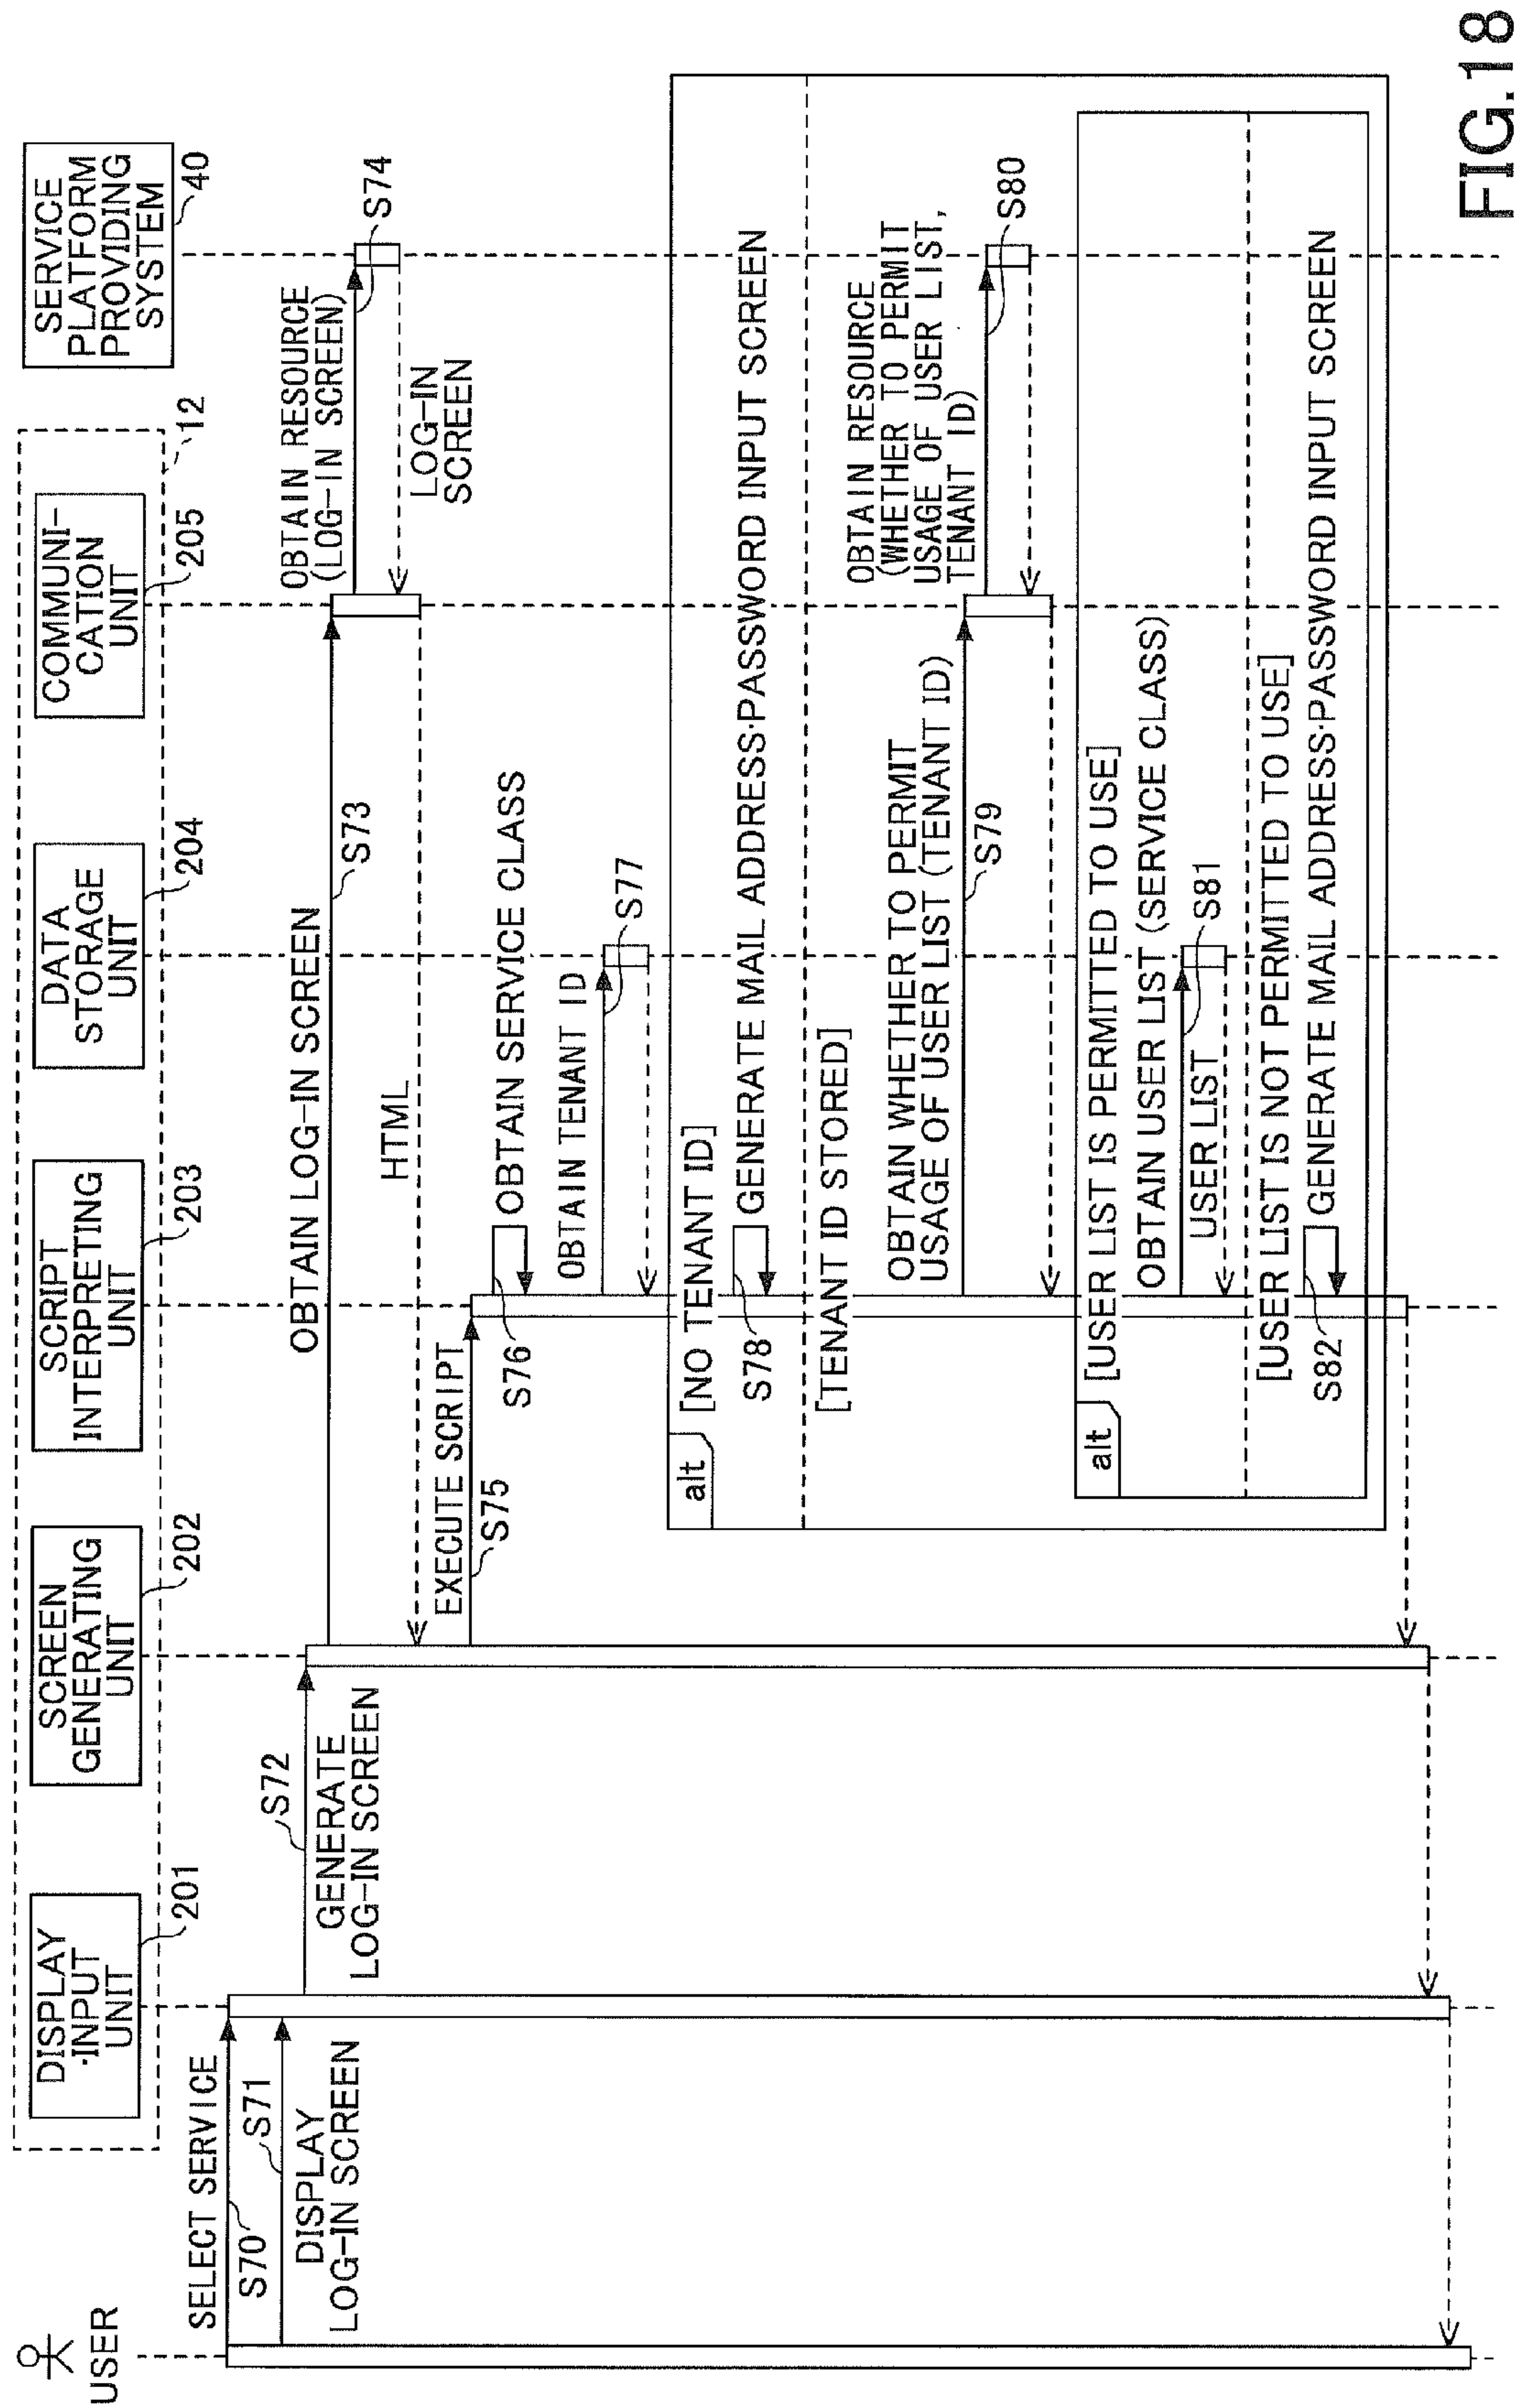 USER
DISPLAY
·INPUT
UNIT
201
SCREEN
GENERATING
UNIT
202
SCRIPT
INTERPRETING
UNIT
203
DATA
STORAGE
UNIT
204
COMMUNI-
CATION
UNIT
205
12
SERVICE
PLATFORM
PROVIDING
SYSTEM
40
SELECT SERVICE
S70
S71
DISPLAY
LOG-IN SCREEN
S72
GENERATE
LOG-IN SCREEN
OBTAIN LOG-IN SCREEN
S73
OBTAIN RESOURCE
(LOG-IN SCREEN)
S74
LOG-IN
SCREEN
HTML
EXECUTE SCRIPT
S75
S76
OBTAIN SERVICE CLASS
OBTAIN TENANT ID
S77
alt
[NO TENANT ID]
S78
GENERATE MAIL ADDRESS·PASSWORD INPUT SCREEN
[TENANT ID STORED]
OBTAIN WHETHER TO PERMIT
USAGE OF USER LIST (TENANT ID)
S79
OBTAIN RESOURCE
(WHETHER TO PERMIT
USAGE OF USER LIST,
TENANT ID)
S80
alt
[USER LIST IS PERMITTED TO USE]
OBTAIN USER LIST (SERVICE CLASS)
S81
USER LIST
[USER LIST IS NOT PERMITTED TO USE]
S82
GENERATE MAIL ADDRESS·PASSWORD INPUT SCREEN
FIG.18